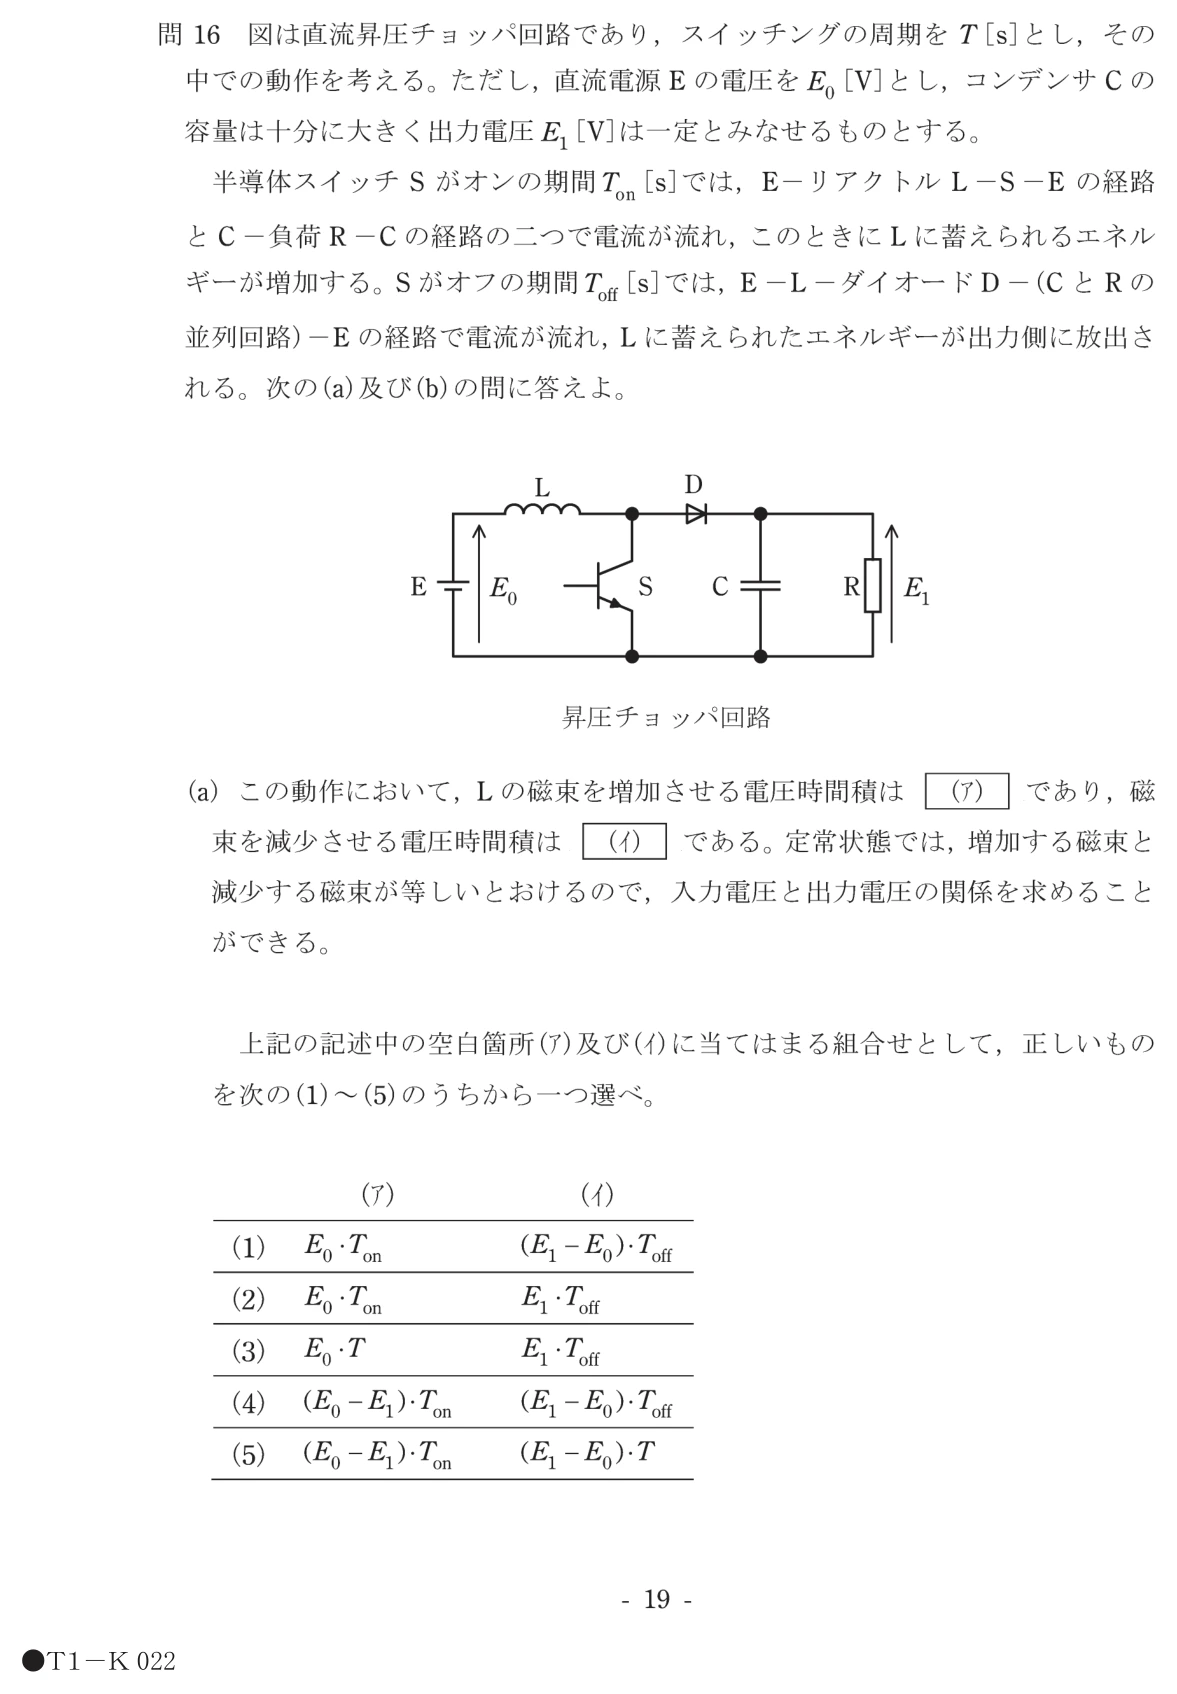 問 16 図は直流昇圧チョッパ回路であり，スイッチングの周期を T [s]とし，その
中での動作を考える。ただし，直流電源 E の電圧を E0 [V]とし，コンデンサ C の
容量は十分に大きく出力電圧 E1 [V]は一定とみなせるものとする。
半導体スイッチ S がオンの期間 Ton [s]では，E－リアクトル L－S－E の経路
と C－負荷 R－C の経路の二つで電流が流れ，このときに L に蓄えられるエネル
ギーが増加する。S がオフの期間 Toff [s]では，E－L－ダイオード D－(C と R の
並列回路)－E の経路で電流が流れ，L に蓄えられたエネルギーが出力側に放出さ
れる。次の(a)及び(b)の問に答えよ。
L
D
E
E0
S
C
R
E1
昇圧チョッパ回路
(a) この動作において，L の磁束を増加させる電圧時間積は (ア) であり，磁
束を減少させる電圧時間積は (イ) である。定常状態では，増加する磁束と
減少する磁束が等しいとおけるので，入力電圧と出力電圧の関係を求めること
ができる。
上記の記述中の空白箇所(ア)及び(イ)に当てはまる組合せとして，正しいもの
を次の(1)～(5)のうちから一つ選べ。
(ア) (イ)
(1) E0・Ton (E1－E0)・Toff
(2) E0・Ton E1・Toff
(3) E0・T E1・Toff
(4) (E0－E1)・Ton (E1－E0)・Toff
(5) (E0－E1)・Ton (E1－E0)・T
- 19 -
●T1－K 022